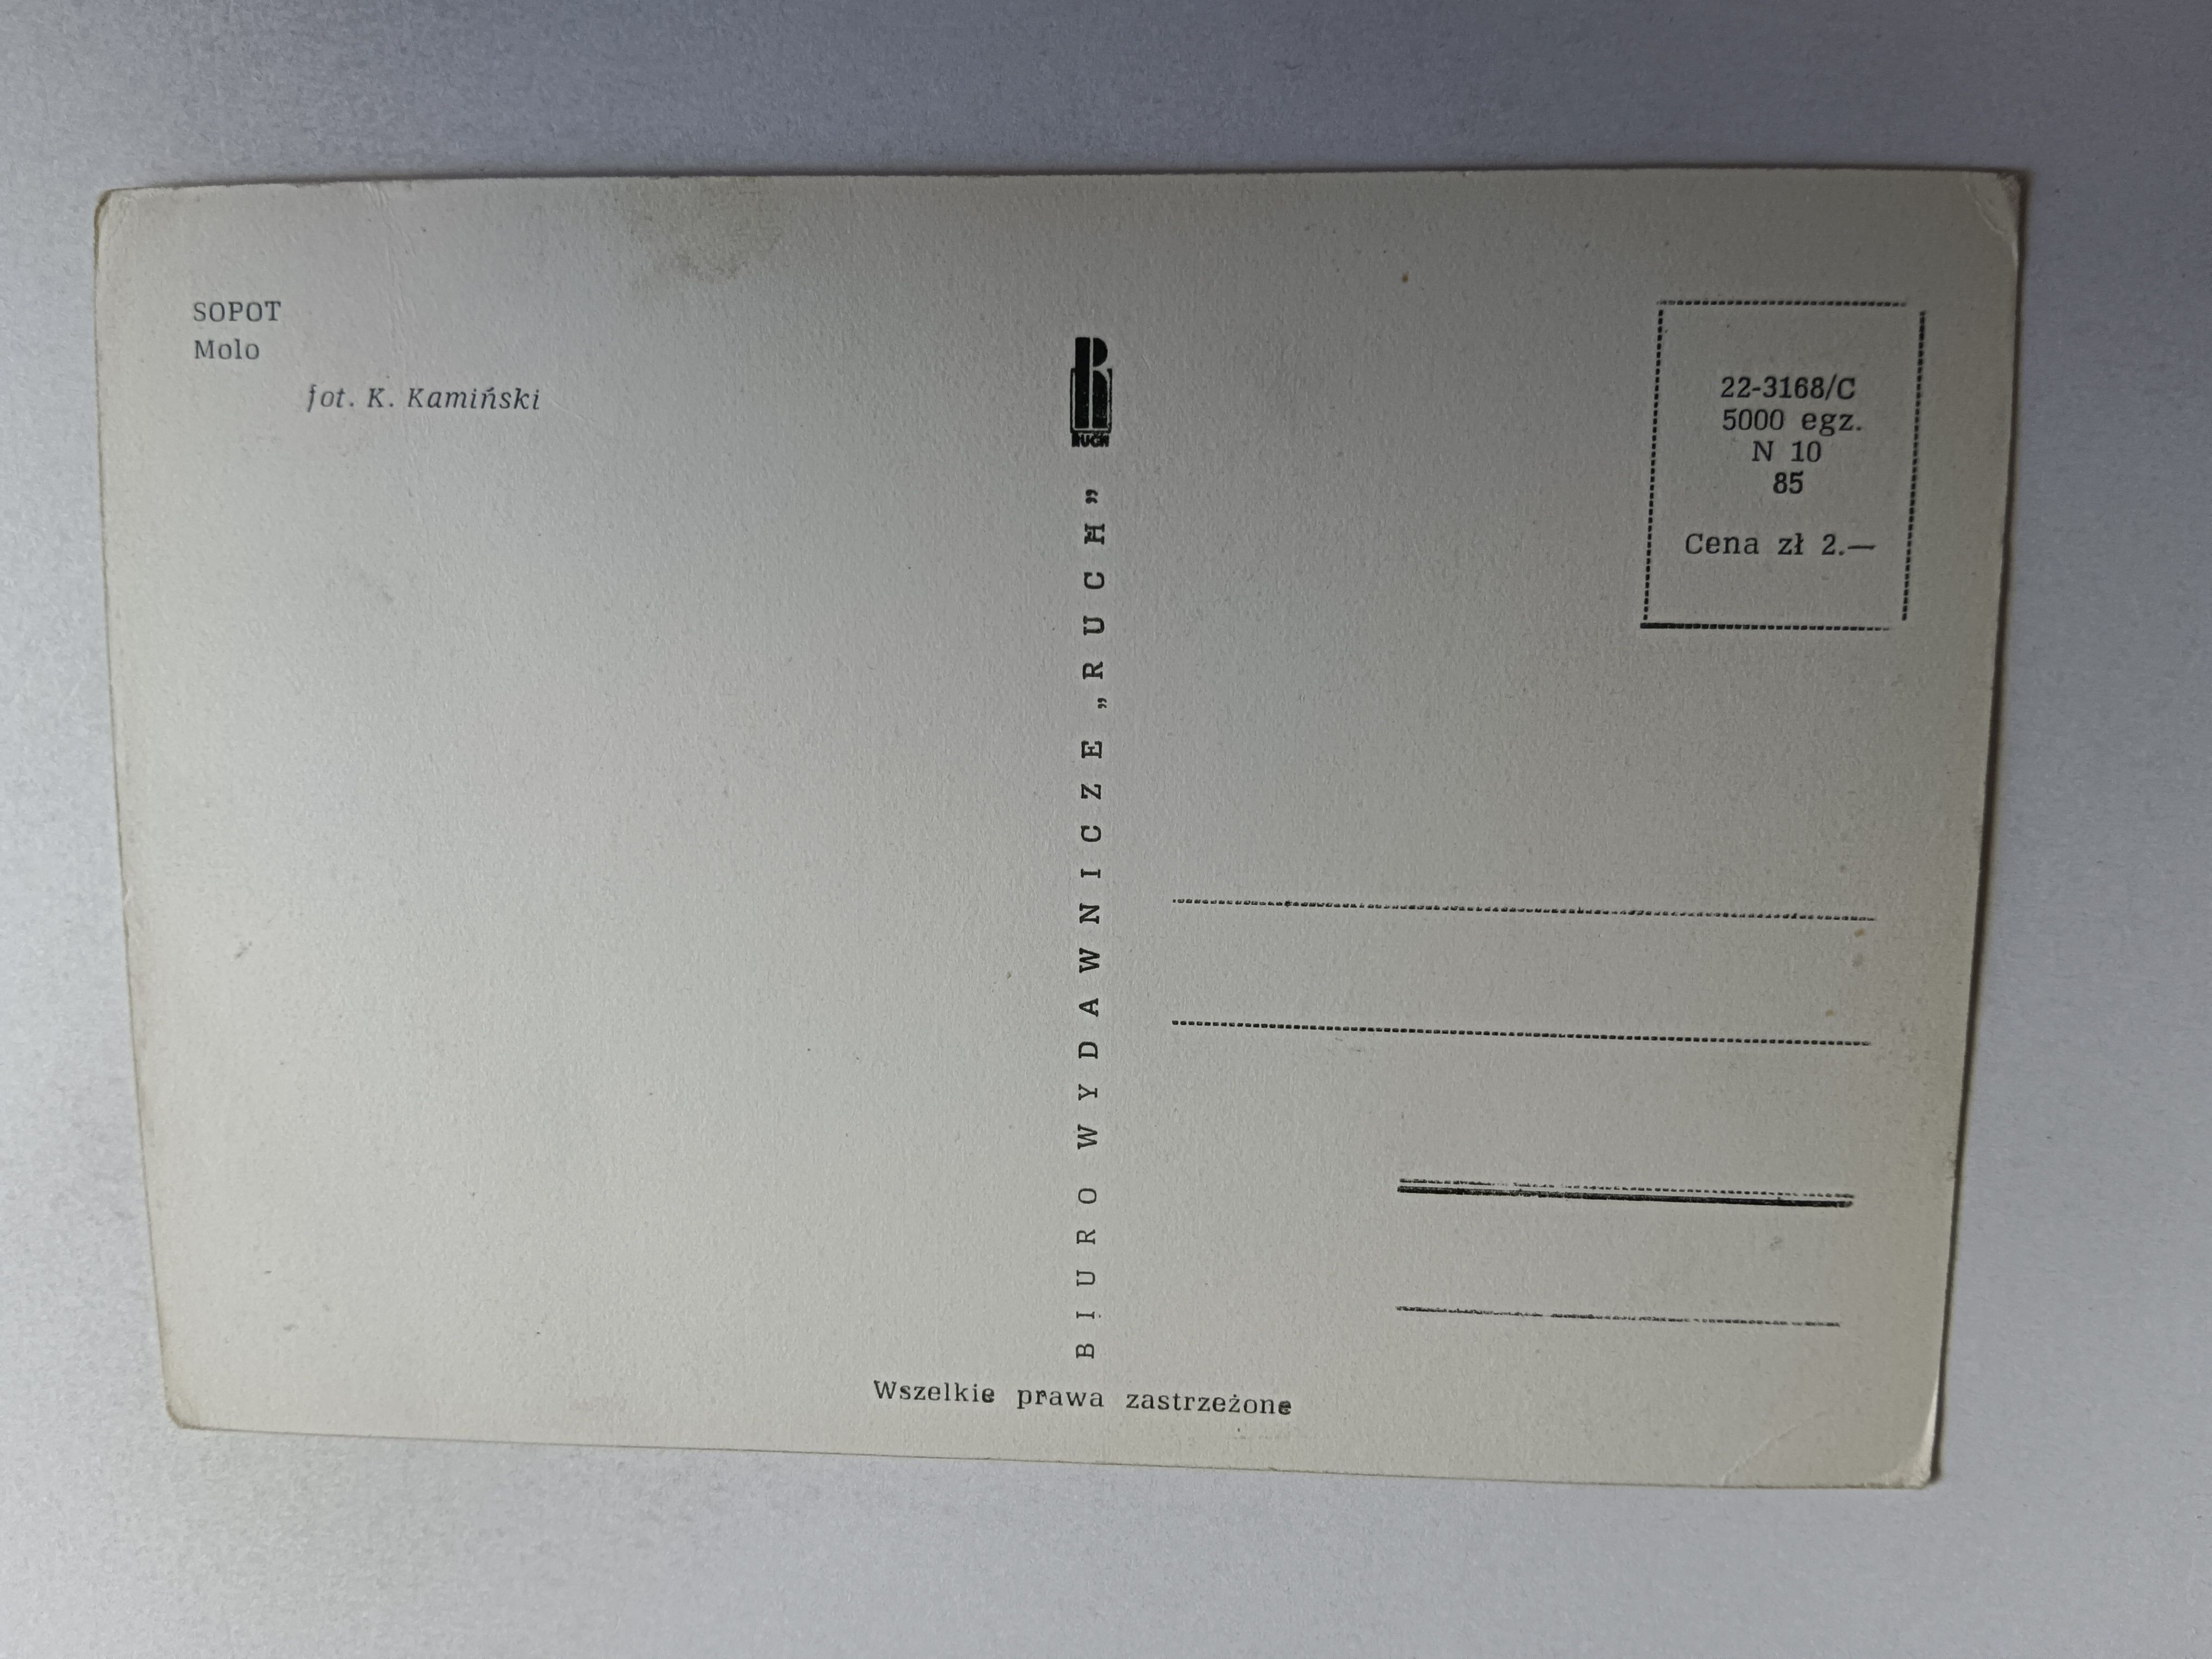 SOPOT
Molo
fot. K. Kamiński
RUCH
BIURO WYDAWNICZE „RUCH”
22-3168/C
5000 egz.
N 10
85
Cena zł 2.—
Wszelkie prawa zastrzeżone